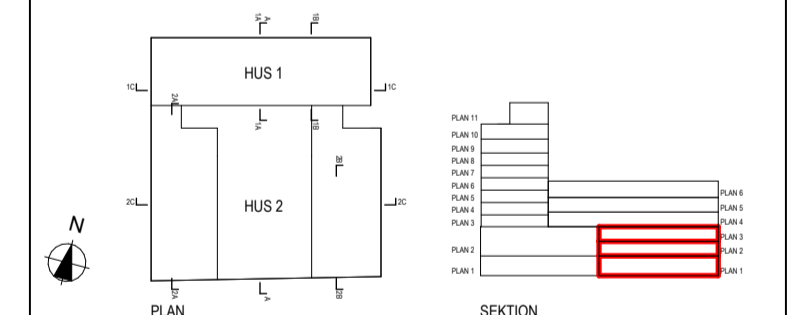 1A A 1B
HUS 1
1C 1C
2A
1A 1B
2B
HUS 2
2C 2C
N
2A A 2B
PLAN
PLAN 11
PLAN 10
PLAN 9
PLAN 8
PLAN 7
PLAN 6
PLAN 5
PLAN 4
PLAN 3
PLAN 2
PLAN 1
PLAN 6
PLAN 5
PLAN 4
PLAN 3
PLAN 2
PLAN 1
SEKTION